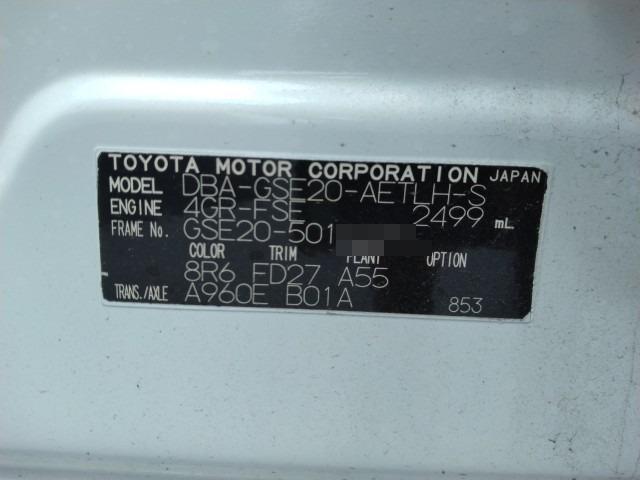 TOYOTA MOTOR CORPORATION JAPAN
MODEL DBA-GSE20-AETLH-S
ENGINE 4GR-FSE 2499 mL
FRAME No. GSE20-501
COLOR TRIM PLANT OPTION
8R6 FD27 A55
TRANS./AXLE A960E B01A 853